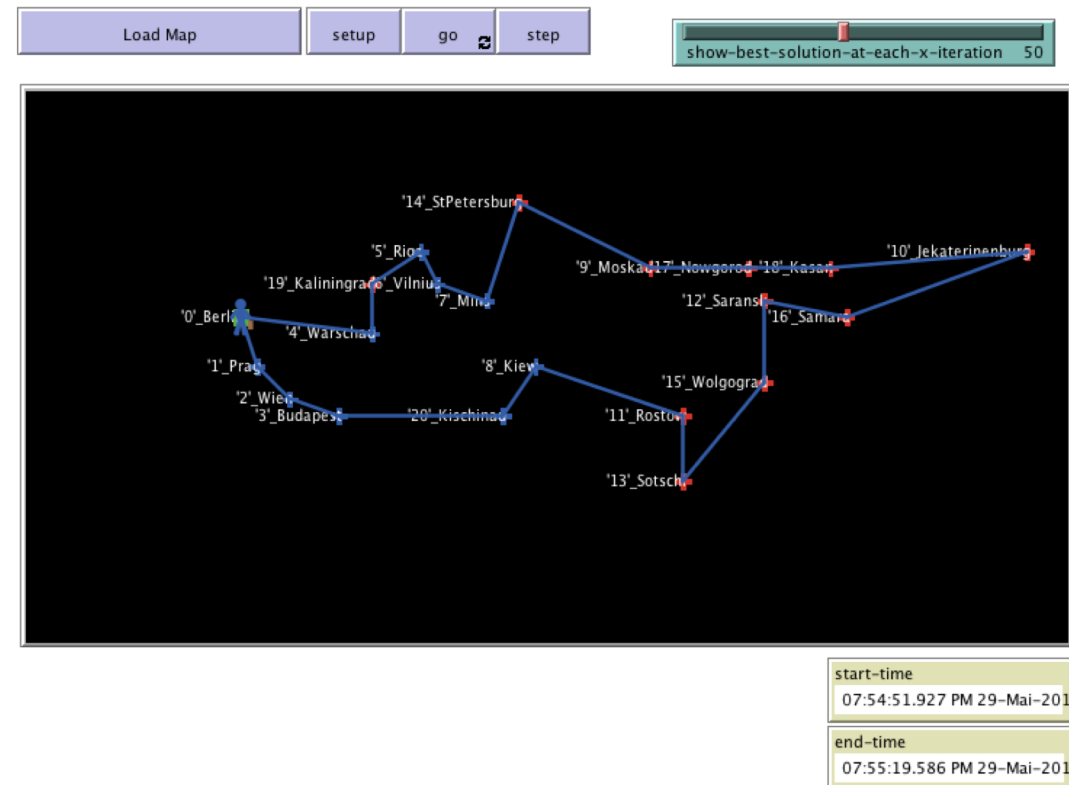 Load Map
setup
go
step
show-best-solution-at-each-x-iteration 50
'14'_StPetersburg
'5'_Riga
'10'_Jekaterinenburg
'9'_Moskau
'17'_Nowgorod
'18'_Kasan
'19'_Kaliningrad
'6'_Vilnius
'7'_Minsk
'12'_Saransk
'0'_Berlin
'16'_Samara
'4'_Warschau
'1'_Prag
'8'_Kiew
'15'_Wolgograd
'2'_Wien
'3'_Budapest
'20'_Kischinau
'11'_Rostow
'13'_Sotschi
start-time
07:54:51.927 PM 29-Mai-201
end-time
07:55:19.586 PM 29-Mai-201